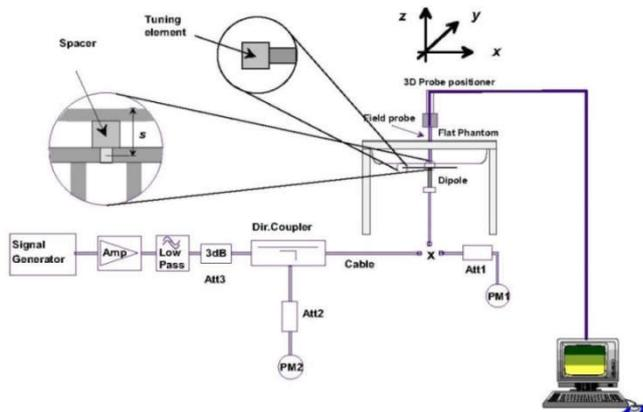 Tuning
element
Spacer
s
z
y
x
3D Probe positioner
Field probe
Flat Phantom
Dipole
Signal
Generator
Amp
Low
Pass
3dB
Att3
Dir.Coupler
Cable
x
Att1
PM1
Att2
PM2